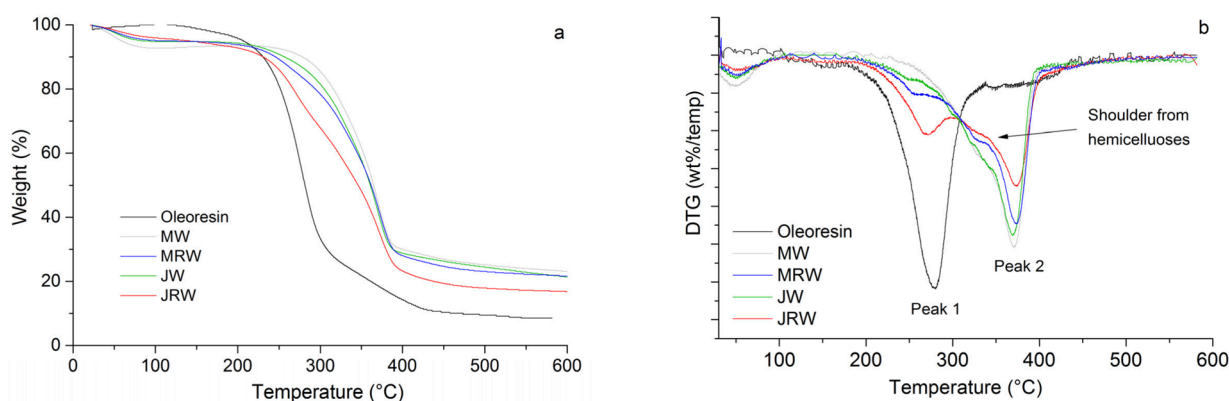 a
100
80
60
40
20
0
Weight (%)
Oleoresin
MW
MRW
JW
JRW
0 100 200 300 400 500 600
Temperature (°C)
b
DTG (wt%/temp)
Shoulder from
hemicelluoses
Oleoresin
MW
MRW
JW
JRW
Peak 1
Peak 2
100 200 300 400 500 600
Temperature (°C)